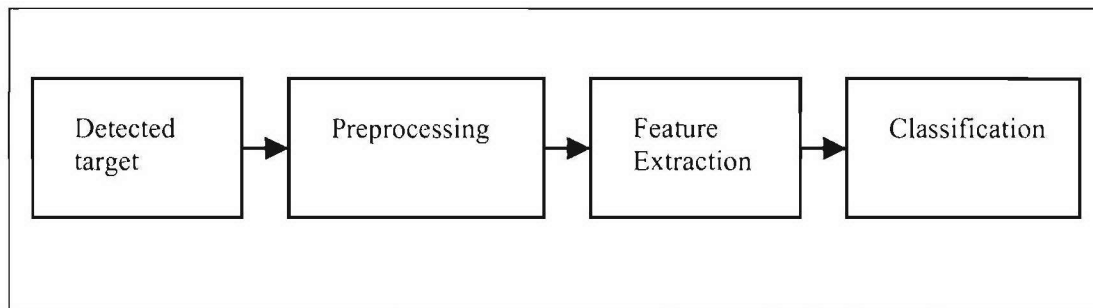 Detected
target
Preprocessing
Feature
Extraction
Classification